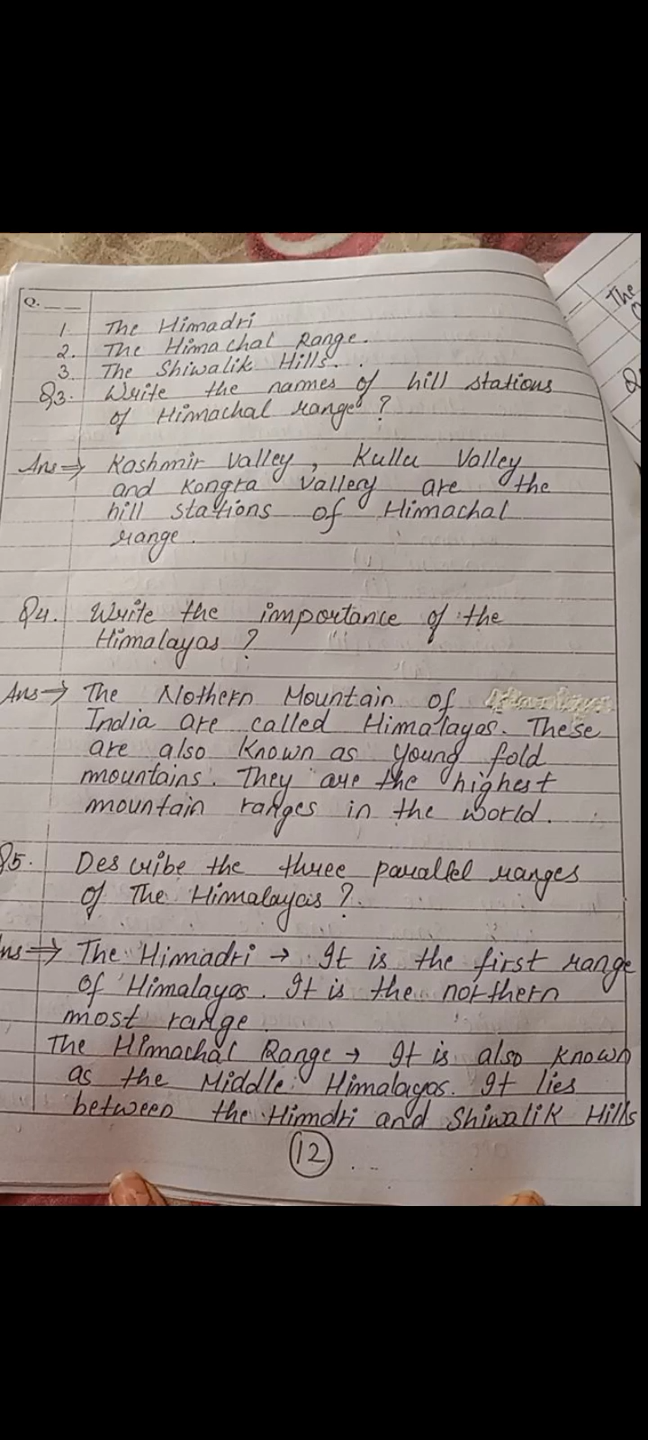 Q.
1. The Himadri
2. The Himachal Range.
3. The Shiwalik Hills.
Q3. Write the names of hill stations
of Himachal range ?
Ans ⇒ Kashmir Valley, Kullu Valley
and Kongra Vallery are the
hill stations of Himachal
range.
Q4. Write the importance of the
Himalayas ?
Ans → The Nothern Mountain of
India are called Himalayas. These
are also known as young fold
mountains. They are the highest
mountain ranges in the world.
Q5. Describe the three parallel ranges
of The Himalayas ?
Ans ⇒ The Himadri → It is the first range
of Himalayas. It is the northern
most range
The Himachal Range → It is also known
as the Middle Himalayas. It lies
between the Himdri and Shiwalik Hills
12
The